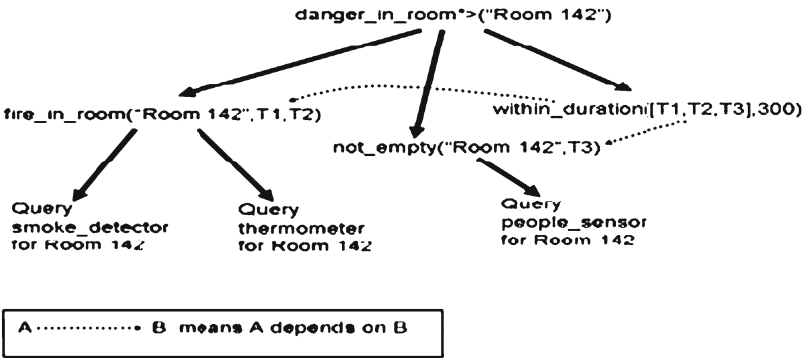 danger_in_room*>("Room 142")
fire_in_room("Room 142",T1,T2)
within_duration([T1,T2,T3],300)
not_empty("Room 142",T3)
Query
smoke_detector
for Room 142
Query
thermometer
for Room 142
Query
people_sensor
for Room 142
A B means A depends on B